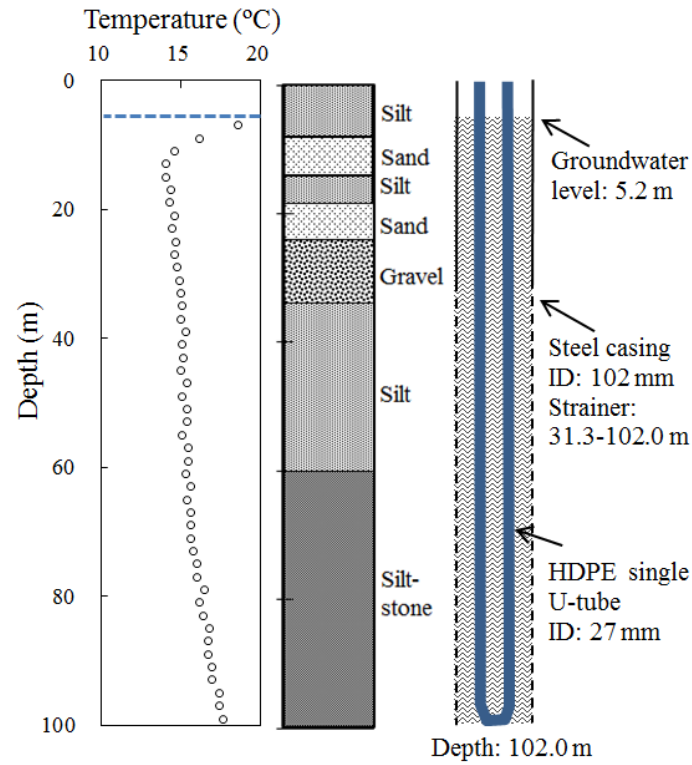 Temperature (ºC)
10 15 20
0
20
40
60
80
100
Depth (m)
Silt
Sand
Silt
Sand
Gravel
Silt
Silt-
stone
Groundwater
level: 5.2 m
Steel casing
ID: 102 mm
Strainer:
31.3-102.0 m
HDPE single
U-tube
ID: 27 mm
Depth: 102.0 m